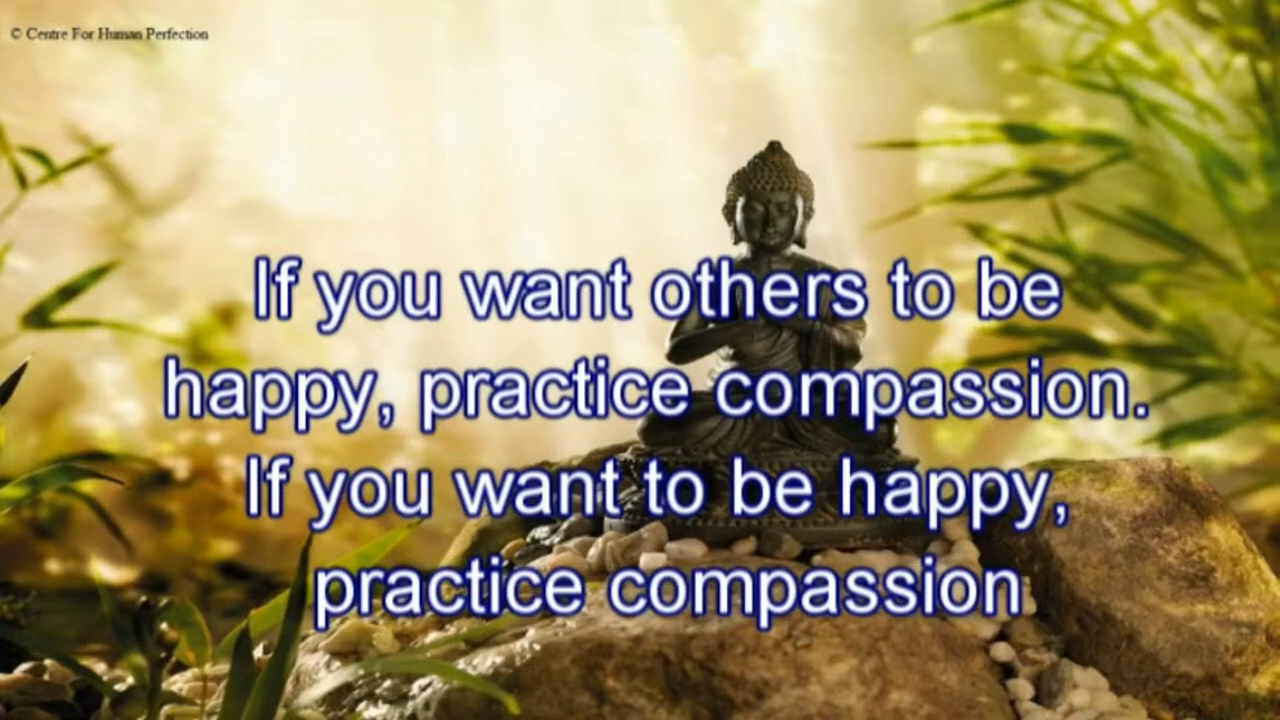 © Centre For Human Perfection
If you want others to be
happy, practice compassion.
If you want to be happy,
practice compassion